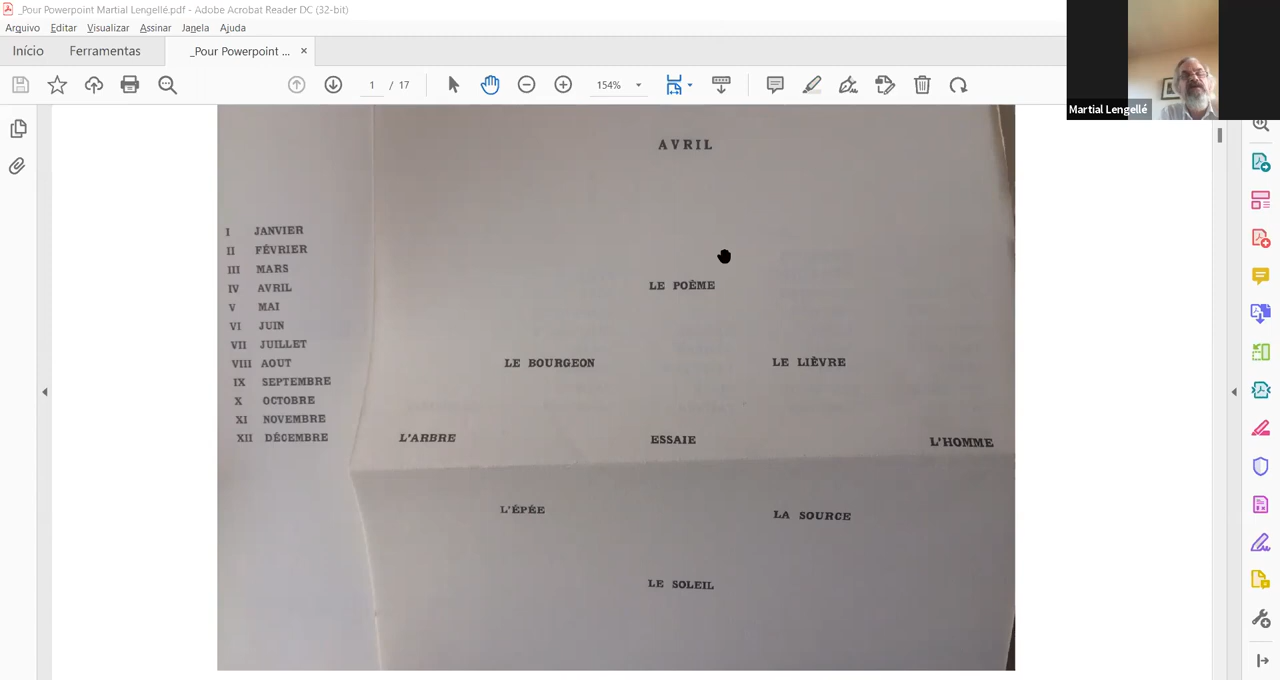 _Pour Powerpoint Martial Lengellé.pdf - Adobe Acrobat Reader DC (32-bit)
Arquivo Editar Visualizar Assinar Janela Ajuda
Início Ferramentas _Pour Powerpoint ... ×
1 / 17 154%
Martial Lengellé
AVRIL
I JANVIER
II FÉVRIER
III MARS
IV AVRIL
V MAI
VI JUIN
VII JUILLET
VIII AOUT
IX SEPTEMBRE
X OCTOBRE
XI NOVEMBRE
XII DÉCEMBRE
LE POÈME
LE BOURGEON LE LIÈVRE
L'ARBRE ESSAIE L'HOMME
L'ÉPÉE LA SOURCE
LE SOLEIL